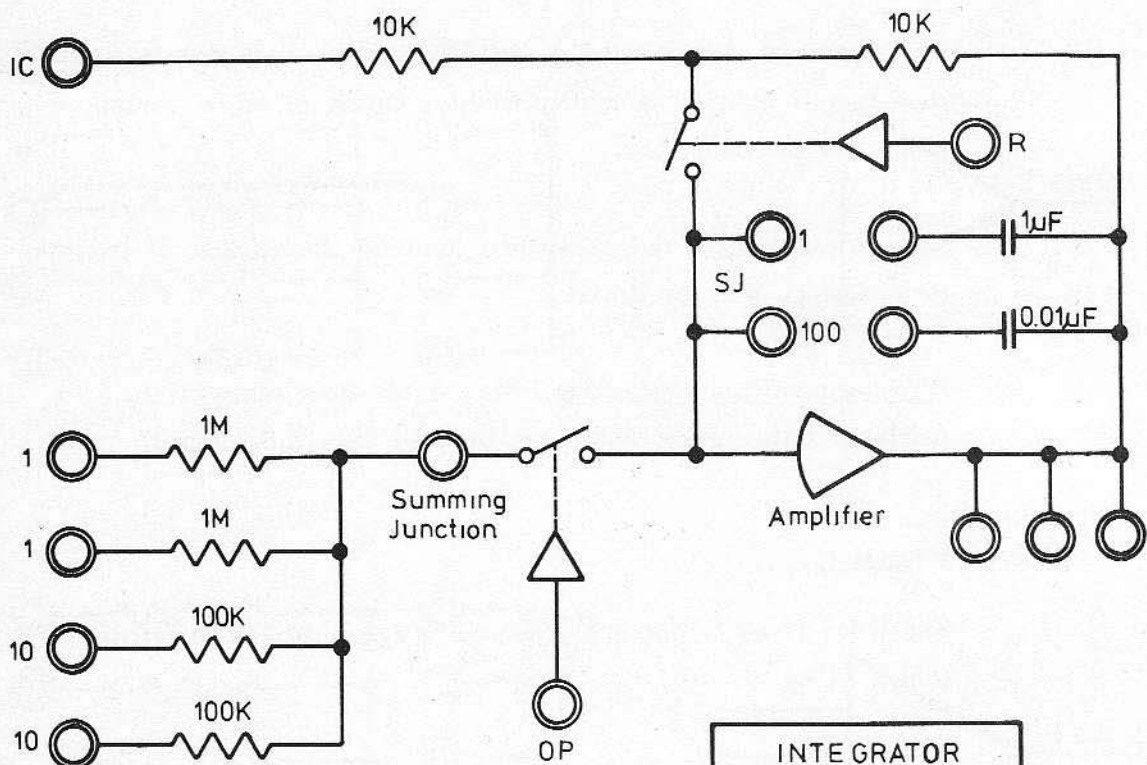 10K
10K
IC
R
1
1µF
SJ
100
0.01µF
1
1M
Summing
Junction
Amplifier
1
1M
10
100K
10
100K
OP
INTEGRATOR